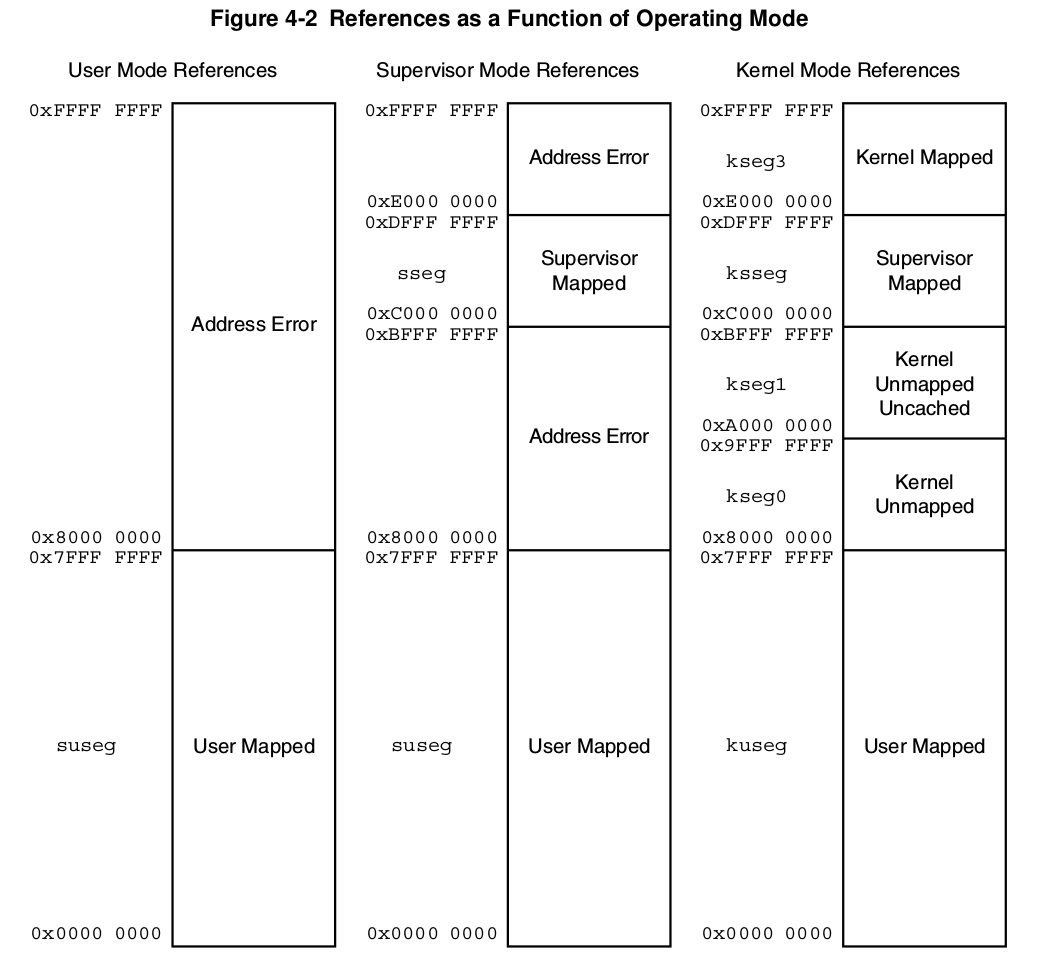 Figure 4-2 References as a Function of Operating Mode
User Mode References
0xFFFF FFFF
Address Error
0x8000 0000
0x7FFF FFFF
suseg
User Mapped
0x0000 0000
Supervisor Mode References
0xFFFF FFFF
Address Error
0xE000 0000
0xDFFF FFFF
sseg
Supervisor
Mapped
0xC000 0000
0xBFFF FFFF
Address Error
0x8000 0000
0x7FFF FFFF
suseg
User Mapped
0x0000 0000
Kernel Mode References
0xFFFF FFFF
kseg3
Kernel Mapped
0xE000 0000
0xDFFF FFFF
ksseg
Supervisor
Mapped
0xC000 0000
0xBFFF FFFF
kseg1
Kernel
Unmapped
Uncached
0xA000 0000
0x9FFF FFFF
kseg0
Kernel
Unmapped
0x8000 0000
0x7FFF FFFF
kuseg
User Mapped
0x0000 0000